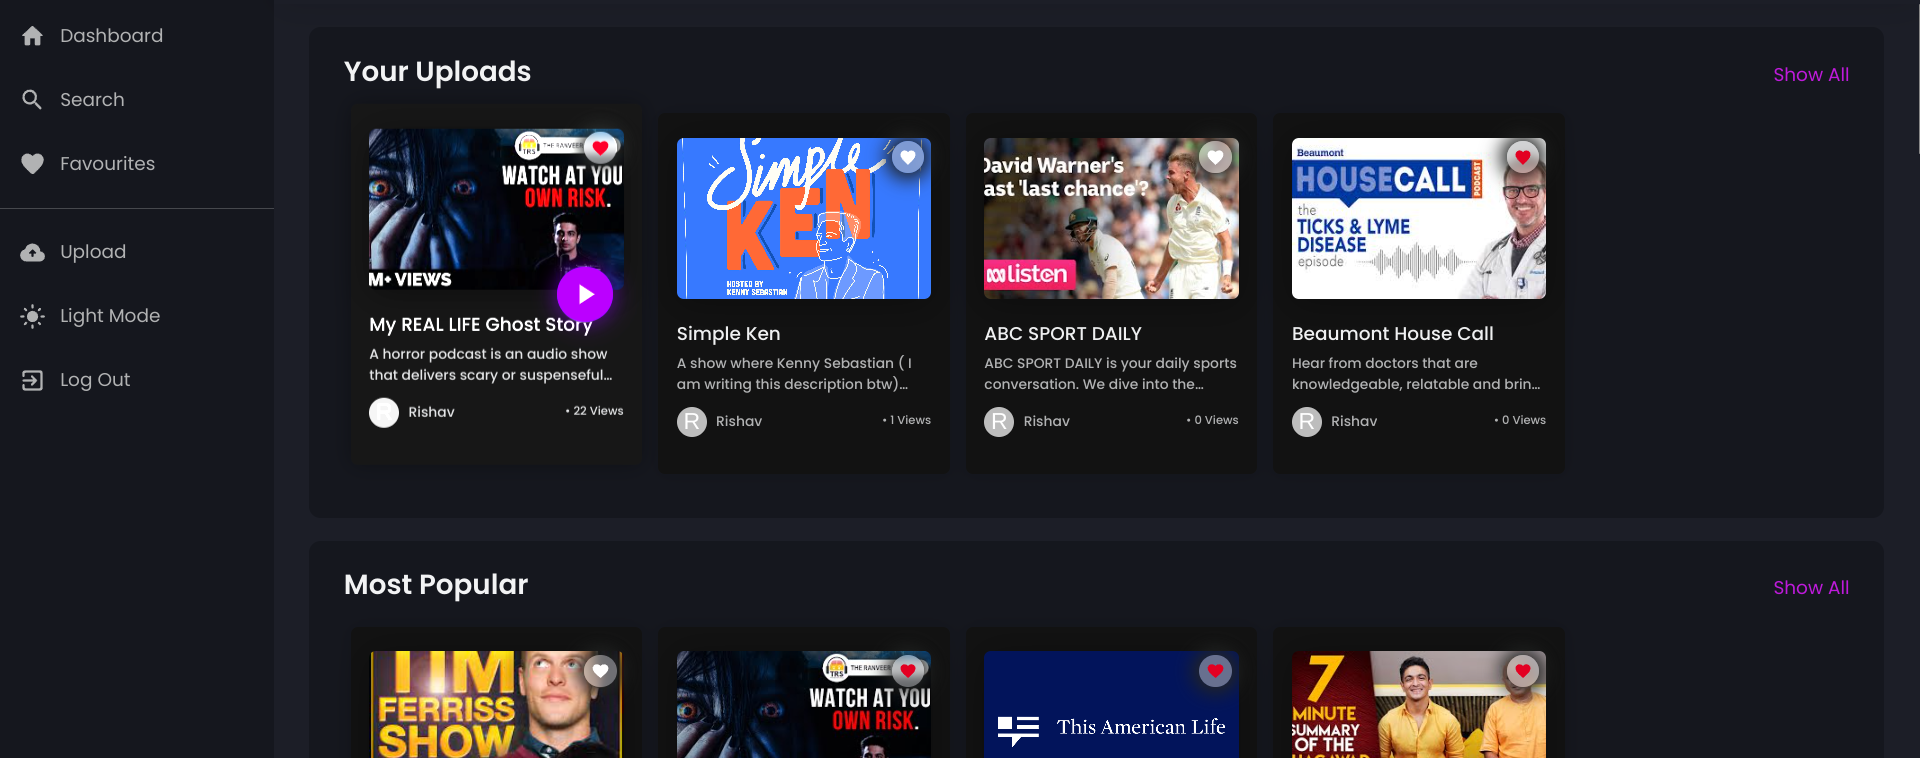 Dashboard
Search
Favourites
Upload
Light Mode
Log Out
Your Uploads
Show All
TRS
THE RANVEER
WATCH AT YOU
OWN RISK.
M+ VIEWS
My REAL LIFE Ghost Story
A horror podcast is an audio show
that delivers scary or suspenseful...
R
Rishav
• 22 Views
Simple
KEN
HOSTED BY
KENNY SEBASTIAN
Simple Ken
A show where Kenny Sebastian ( I
am writing this description btw)...
R
Rishav
• 1 Views
David Warner's
ast 'last chance'?
listen
ABC SPORT DAILY
ABC SPORT DAILY is your daily sports
conversation. We dive into the...
R
Rishav
• 0 Views
Beaumont
HOUSECALL
PODCAST
the
TICKS & LYME
DISEASE
episode
Beaumont House Call
Hear from doctors that are
knowledgeable, relatable and brin...
R
Rishav
• 0 Views
Most Popular
Show All
TIM
FERRISS
SHOW
TRS
THE RANVEER
WATCH AT YOU
OWN RISK.
This American Life
7
MINUTE
SUMMARY
OF THE